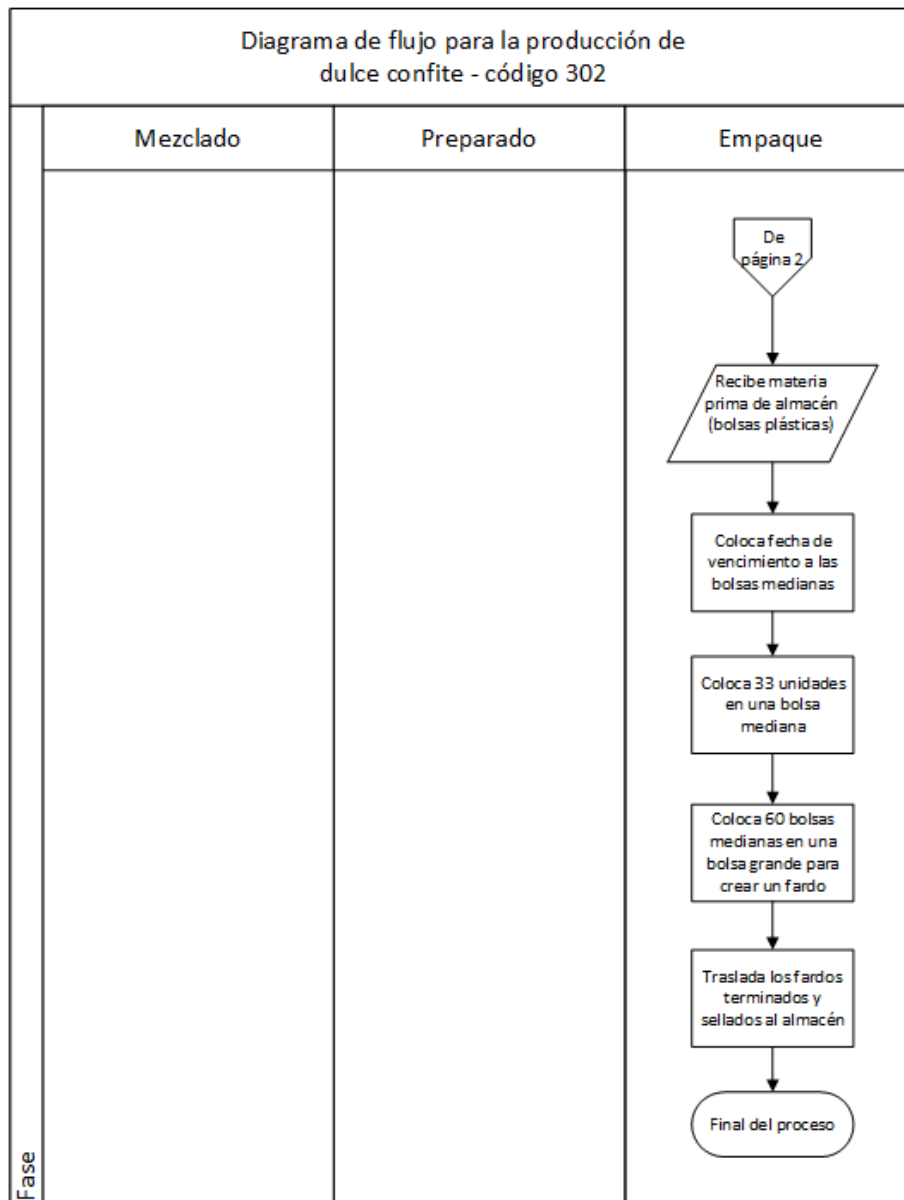 Diagrama de flujo para la producción de
dulce confite - código 302
Mezclado
Preparado
Empaque
De
página 2
Recibe materia
prima de almacén
(bolsas plásticas)
Coloca fecha de
vencimiento a las
bolsas medianas
Coloca 33 unidades
en una bolsa
mediana
Coloca 60 bolsas
medianas en una
bolsa grande para
crear un fardo
Traslada los fardos
terminados y
sellados al almacén
Final del proceso
Fase